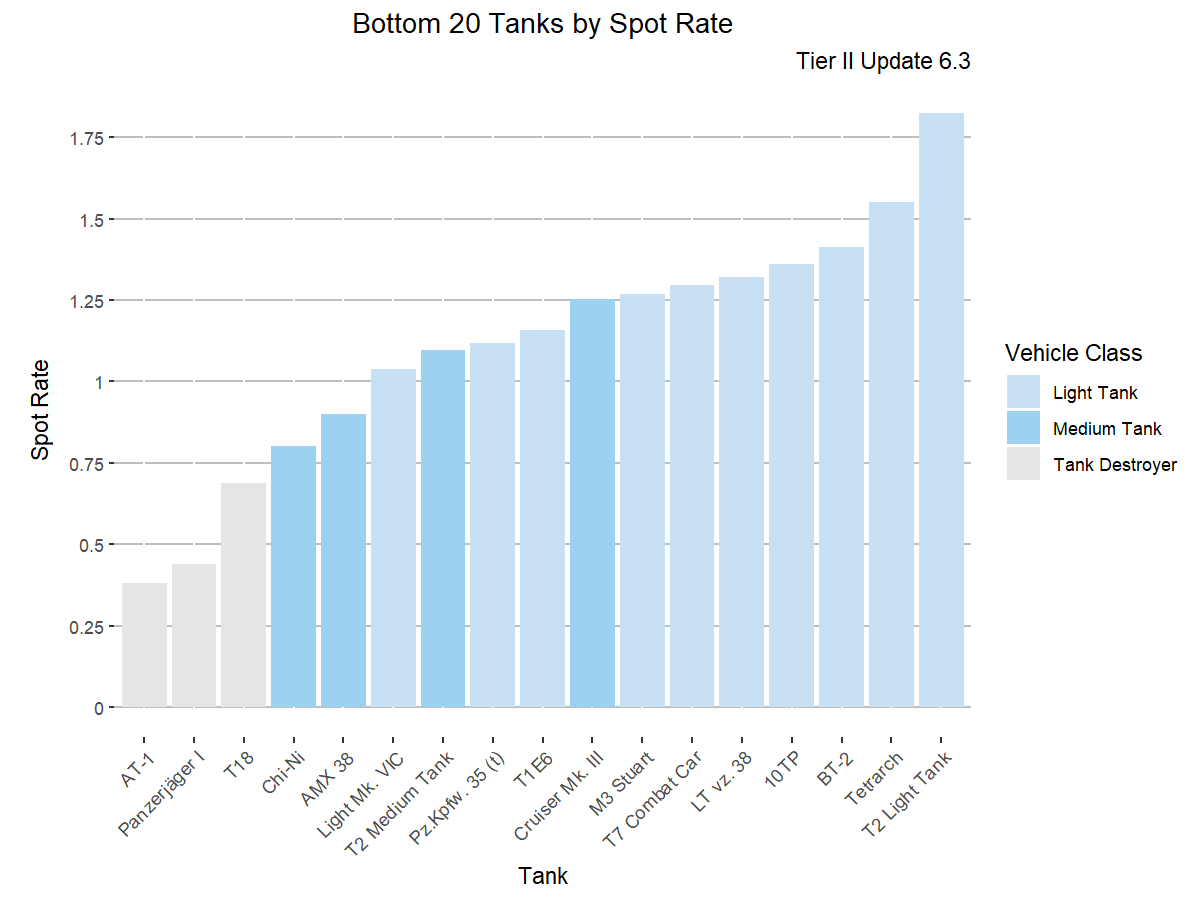 Bottom 20 Tanks by Spot Rate
Tier II Update 6.3
1.75
1.5
1.25
1
0.75
0.5
0.25
0
Spot Rate
AT-1
Panzerjäger I
T18
Chi-Ni
AMX 38
Light Mk. VIC
T2 Medium Tank
Pz.Kpfw. 35 (t)
T1E6
Cruiser Mk. III
M3 Stuart
T7 Combat Car
LT vz. 38
10TP
BT-2
Tetrarch
T2 Light Tank
Tank
Vehicle Class
Light Tank
Medium Tank
Tank Destroyer